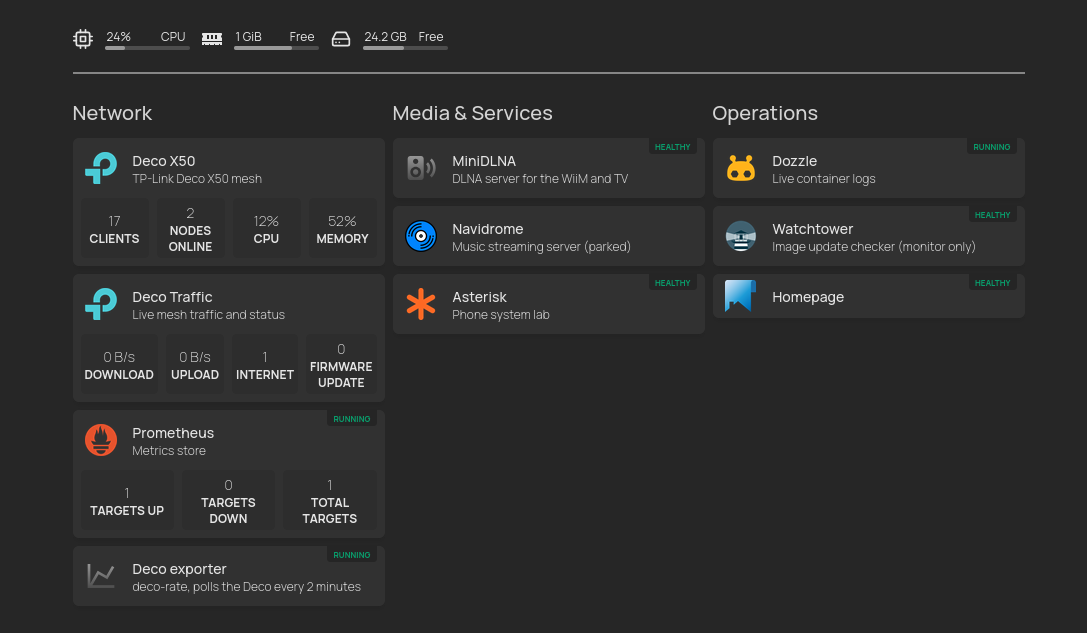 24% CPU
1 GiB Free
24.2 GB Free
Network
Deco X50
TP-Link Deco X50 mesh
17
CLIENTS
2
NODES
ONLINE
12%
CPU
52%
MEMORY
Deco Traffic
Live mesh traffic and status
0 B/s
DOWNLOAD
0 B/s
UPLOAD
1
INTERNET
0
FIRMWARE
UPDATE
RUNNING
Prometheus
Metrics store
1
TARGETS UP
0
TARGETS
DOWN
1
TOTAL
TARGETS
RUNNING
Deco exporter
deco-rate, polls the Deco every 2 minutes
Media & Services
HEALTHY
MiniDLNA
DLNA server for the WiiM and TV
Navidrome
Music streaming server (parked)
HEALTHY
Asterisk
Phone system lab
Operations
RUNNING
Dozzle
Live container logs
HEALTHY
Watchtower
Image update checker (monitor only)
HEALTHY
Homepage